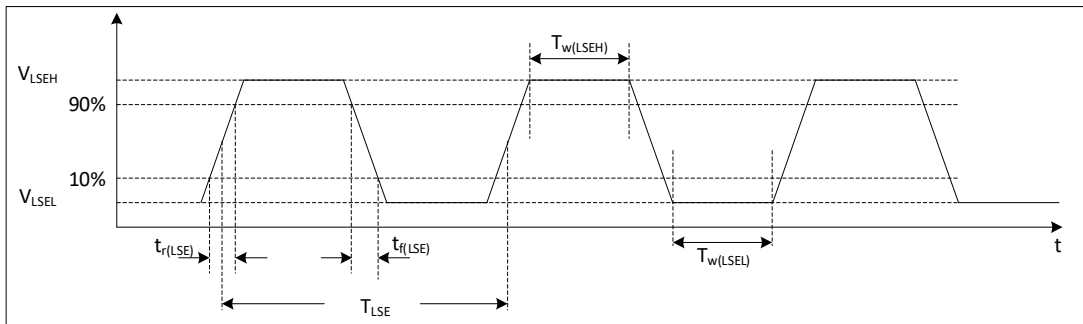 T_w(LSEH)
V_LSEH
90%
10%
V_LSEL
t_r(LSE)
t_f(LSE)
T_w(LSEL)
t
T_LSE